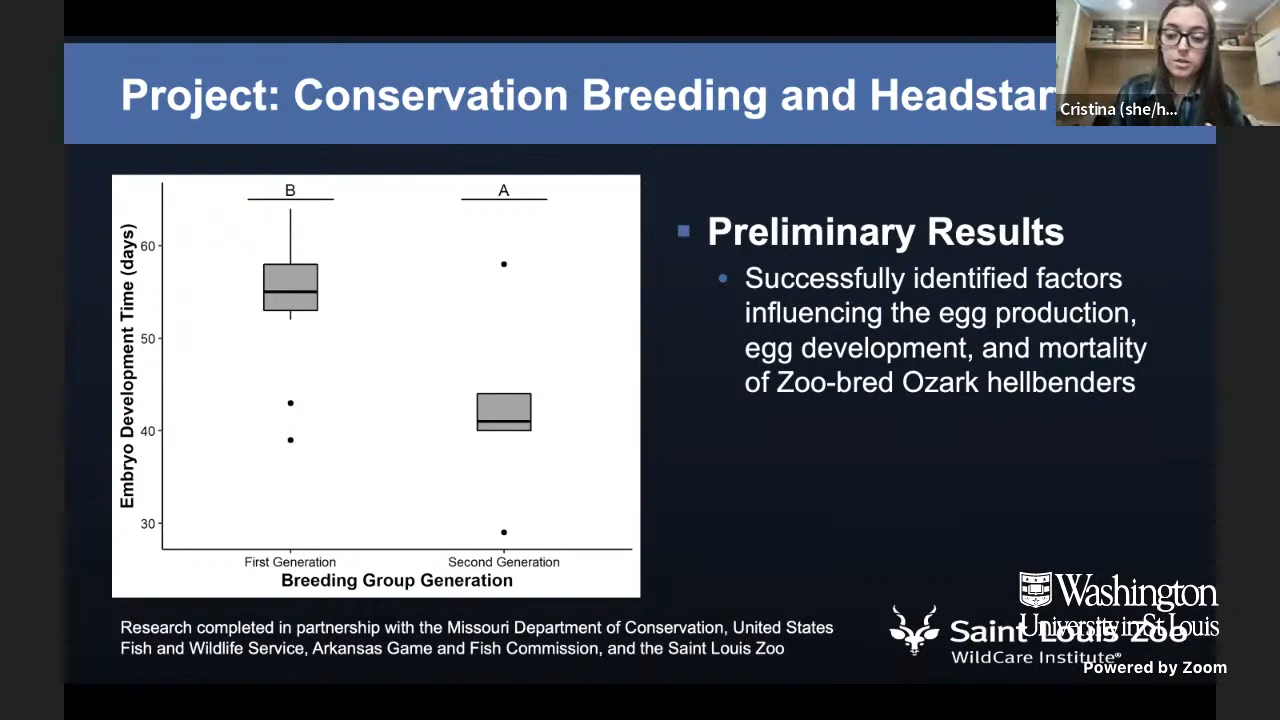 Project: Conservation Breeding and Headstar
Cristina (she/h...
B
A
Embryo Development Time (days)
60
50
40
30
First Generation
Second Generation
Breeding Group Generation
Preliminary Results
Successfully identified factors
influencing the egg production,
egg development, and mortality
of Zoo-bred Ozark hellbenders
Research completed in partnership with the Missouri Department of Conservation, United States
Fish and Wildlife Service, Arkansas Game and Fish Commission, and the Saint Louis Zoo
Washington
University in St Louis
Saint Louis Zoo
WildCare Institute®
Powered by Zoom